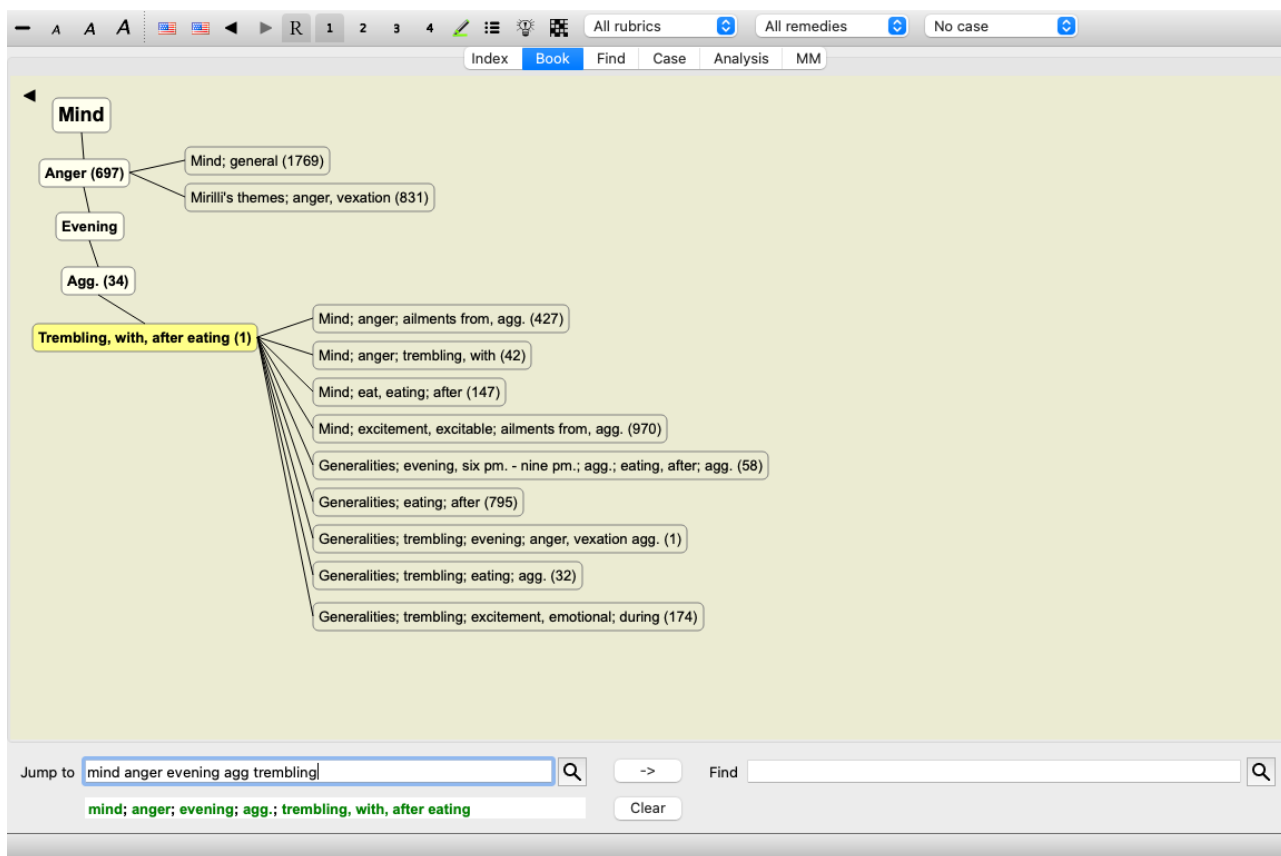 A A A R 1 2 3 4 All rubrics All remedies No case
Index Book Find Case Analysis MM
Mind
Anger (697)
Mind; general (1769)
Mirilli's themes; anger, vexation (831)
Evening
Agg. (34)
Trembling, with, after eating (1)
Mind; anger; ailments from, agg. (427)
Mind; anger; trembling, with (42)
Mind; eat, eating; after (147)
Mind; excitement, excitable; ailments from, agg. (970)
Generalities; evening, six pm. - nine pm.; agg.; eating, after; agg. (58)
Generalities; eating; after (795)
Generalities; trembling; evening; anger, vexation agg. (1)
Generalities; trembling; eating; agg. (32)
Generalities; trembling; excitement, emotional; during (174)
Jump to mind anger evening agg trembling -> Find
mind; anger; evening; agg.; trembling, with, after eating Clear